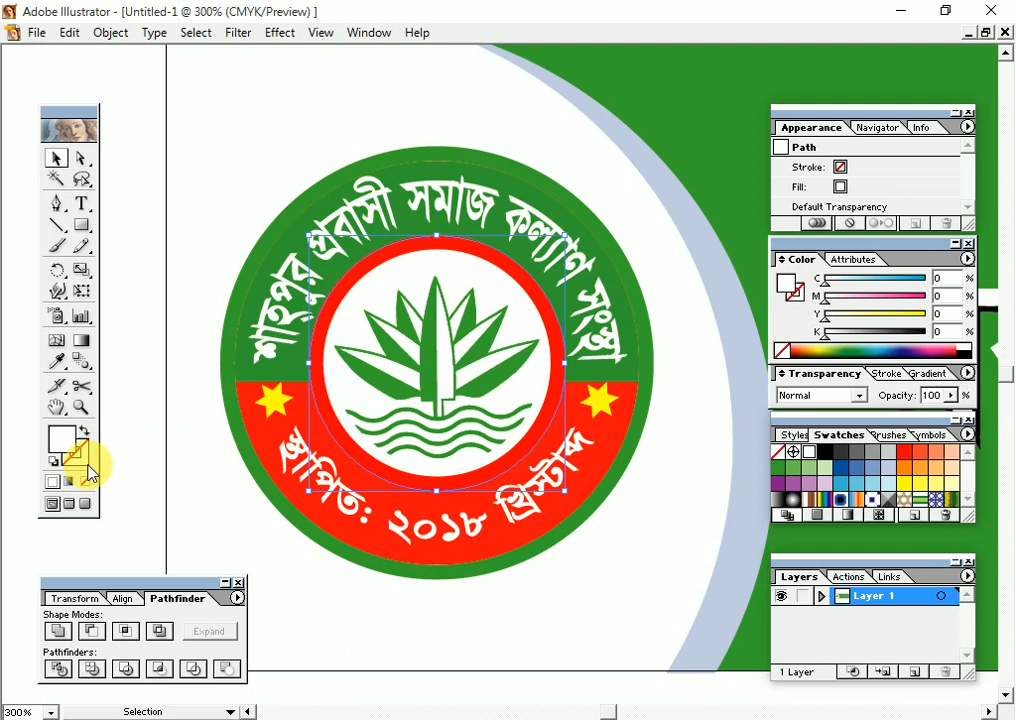 Adobe Illustrator - [Untitled-1 @ 300% (CMYK/Preview) ]
File Edit Object Type Select Filter Effect View Window Help
শাহপুর প্রবাসী সমাজ কল্যাণ সংস্থা
স্থাপিত: ২০১৮ খ্রিস্টাব্দ
Appearance Navigator Info
Path
Stroke:
Fill:
Default Transparency
Color Attributes
C 0 %
M 0 %
Y 0 %
K 0 %
Transparency Stroke Gradient
Normal Opacity: 100 %
Styles Swatches Brushes Symbols
Layers Actions Links
Layer 1
1 Layer
Transform Align Pathfinder
Shape Modes:
Expand
Pathfinders:
300% Selection